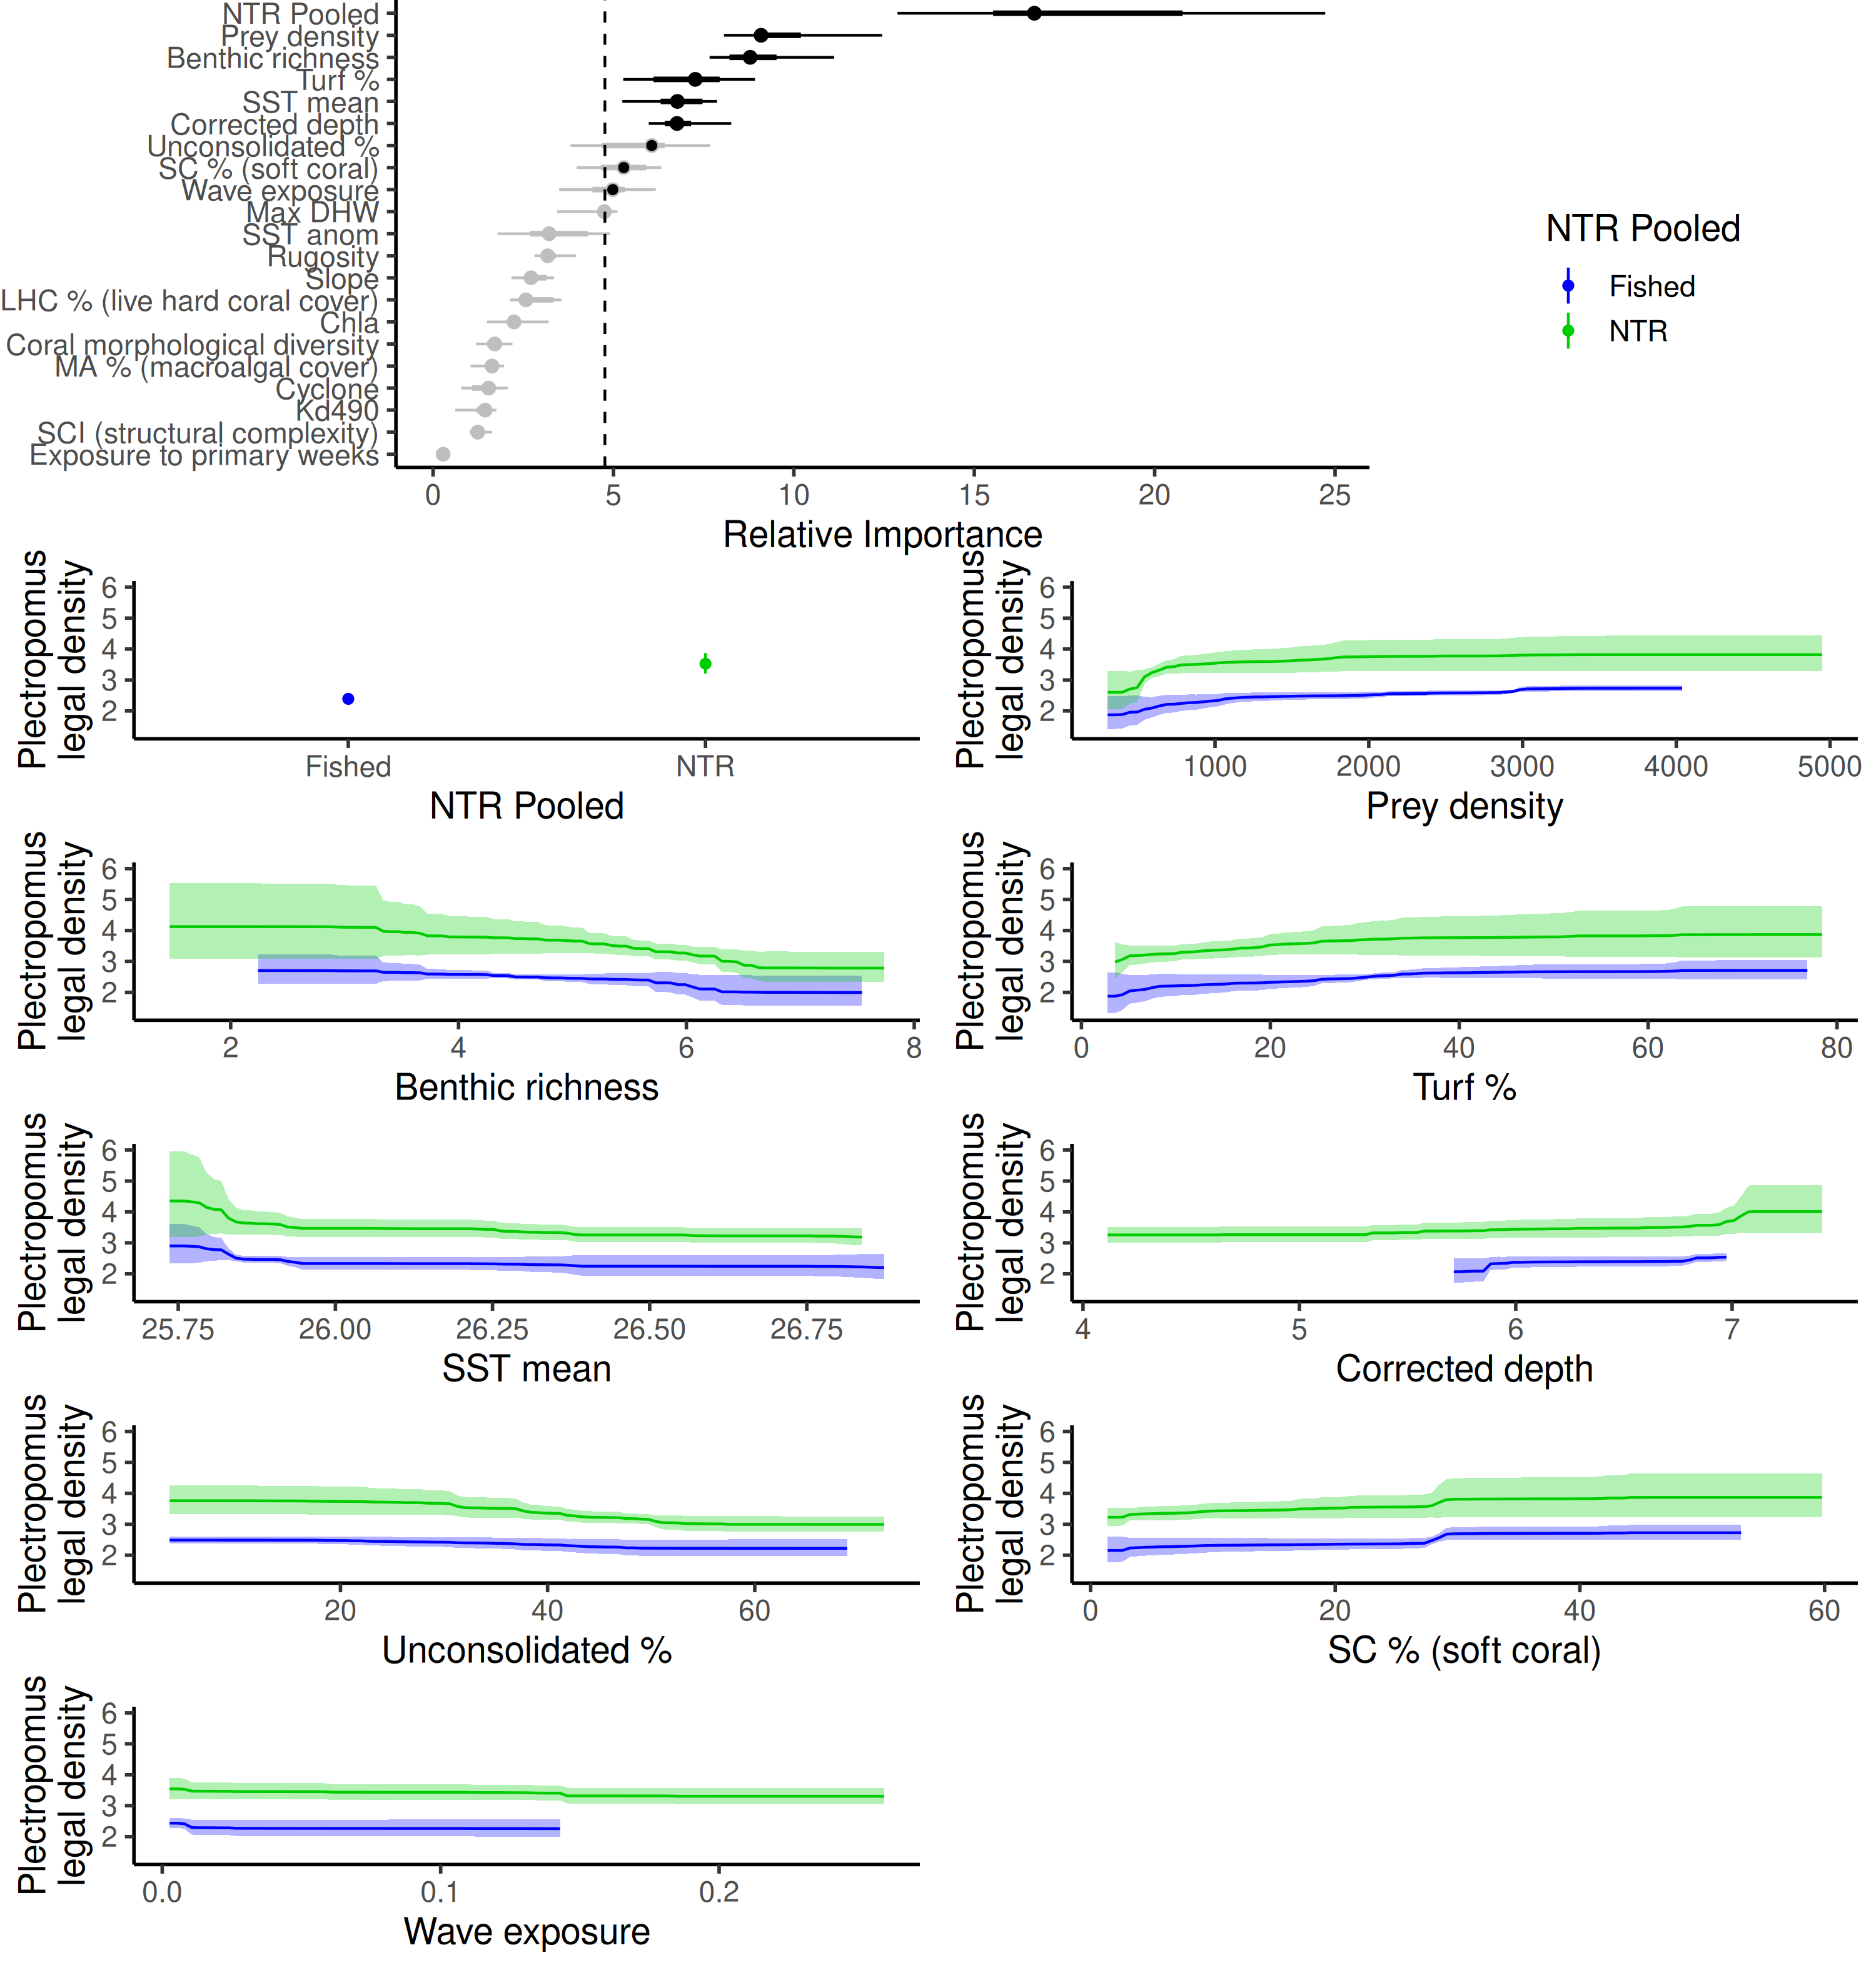 NTR Pooled
Prey density
Benthic richness
Turf %
SST mean
Corrected depth
Unconsolidated %
SC % (soft coral)
Wave exposure
Max DHW
SST anom
Rugosity
Slope
LHC % (live hard coral cover)
Chla
Coral morphological diversity
MA % (macroalgal cover)
Cyclone
Kd490
SCI (structural complexity)
Exposure to primary weeks
0 5 10 15 20 25
Relative Importance
NTR Pooled
Fished
NTR
Plectropomus
legal density
6
5
4
3
2
Fished NTR
NTR Pooled
Plectropomus
legal density
6
5
4
3
2
1000 2000 3000 4000 5000
Prey density
Plectropomus
legal density
6
5
4
3
2
2 4 6 8
Benthic richness
Plectropomus
legal density
6
5
4
3
2
0 20 40 60 80
Turf %
Plectropomus
legal density
6
5
4
3
2
25.75 26.00 26.25 26.50 26.75
SST mean
Plectropomus
legal density
6
5
4
3
2
4 5 6 7
Corrected depth
Plectropomus
legal density
6
5
4
3
2
20 40 60
Unconsolidated %
Plectropomus
legal density
6
5
4
3
2
0 20 40 60
SC % (soft coral)
Plectropomus
legal density
6
5
4
3
2
0.0 0.1 0.2
Wave exposure